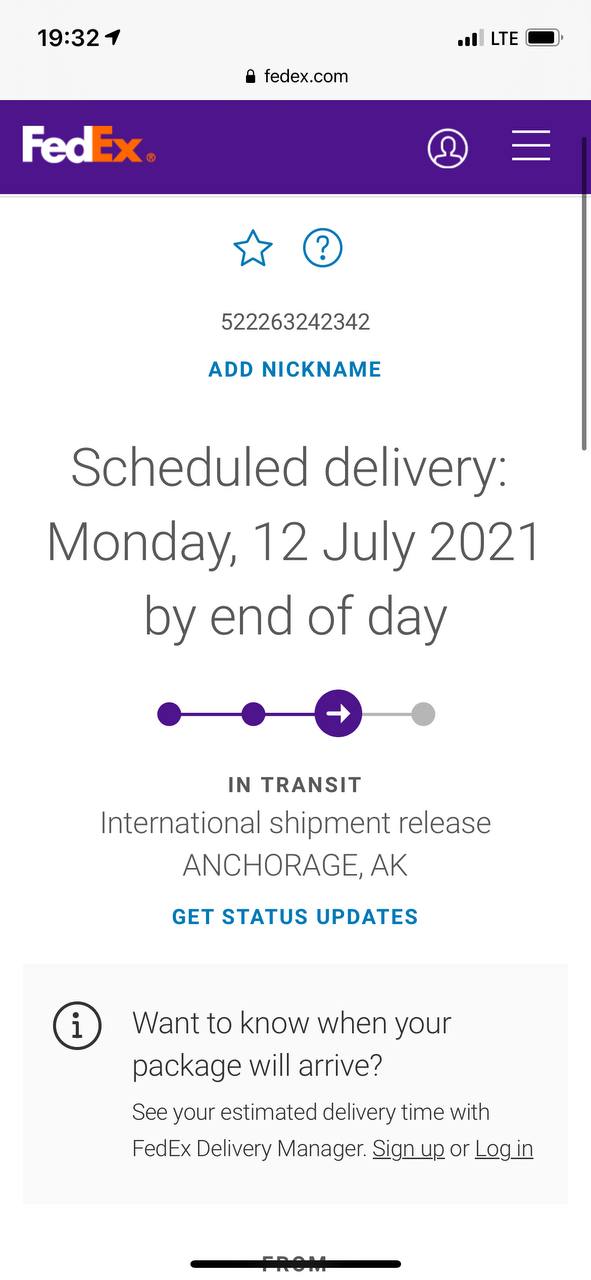 19:32
LTE
fedex.com
FedEx®
522263242342
ADD NICKNAME
Scheduled delivery:
Monday, 12 July 2021
by end of day
IN TRANSIT
International shipment release
ANCHORAGE, AK
GET STATUS UPDATES
Want to know when your
package will arrive?
See your estimated delivery time with
FedEx Delivery Manager. Sign up or Log in
FROM